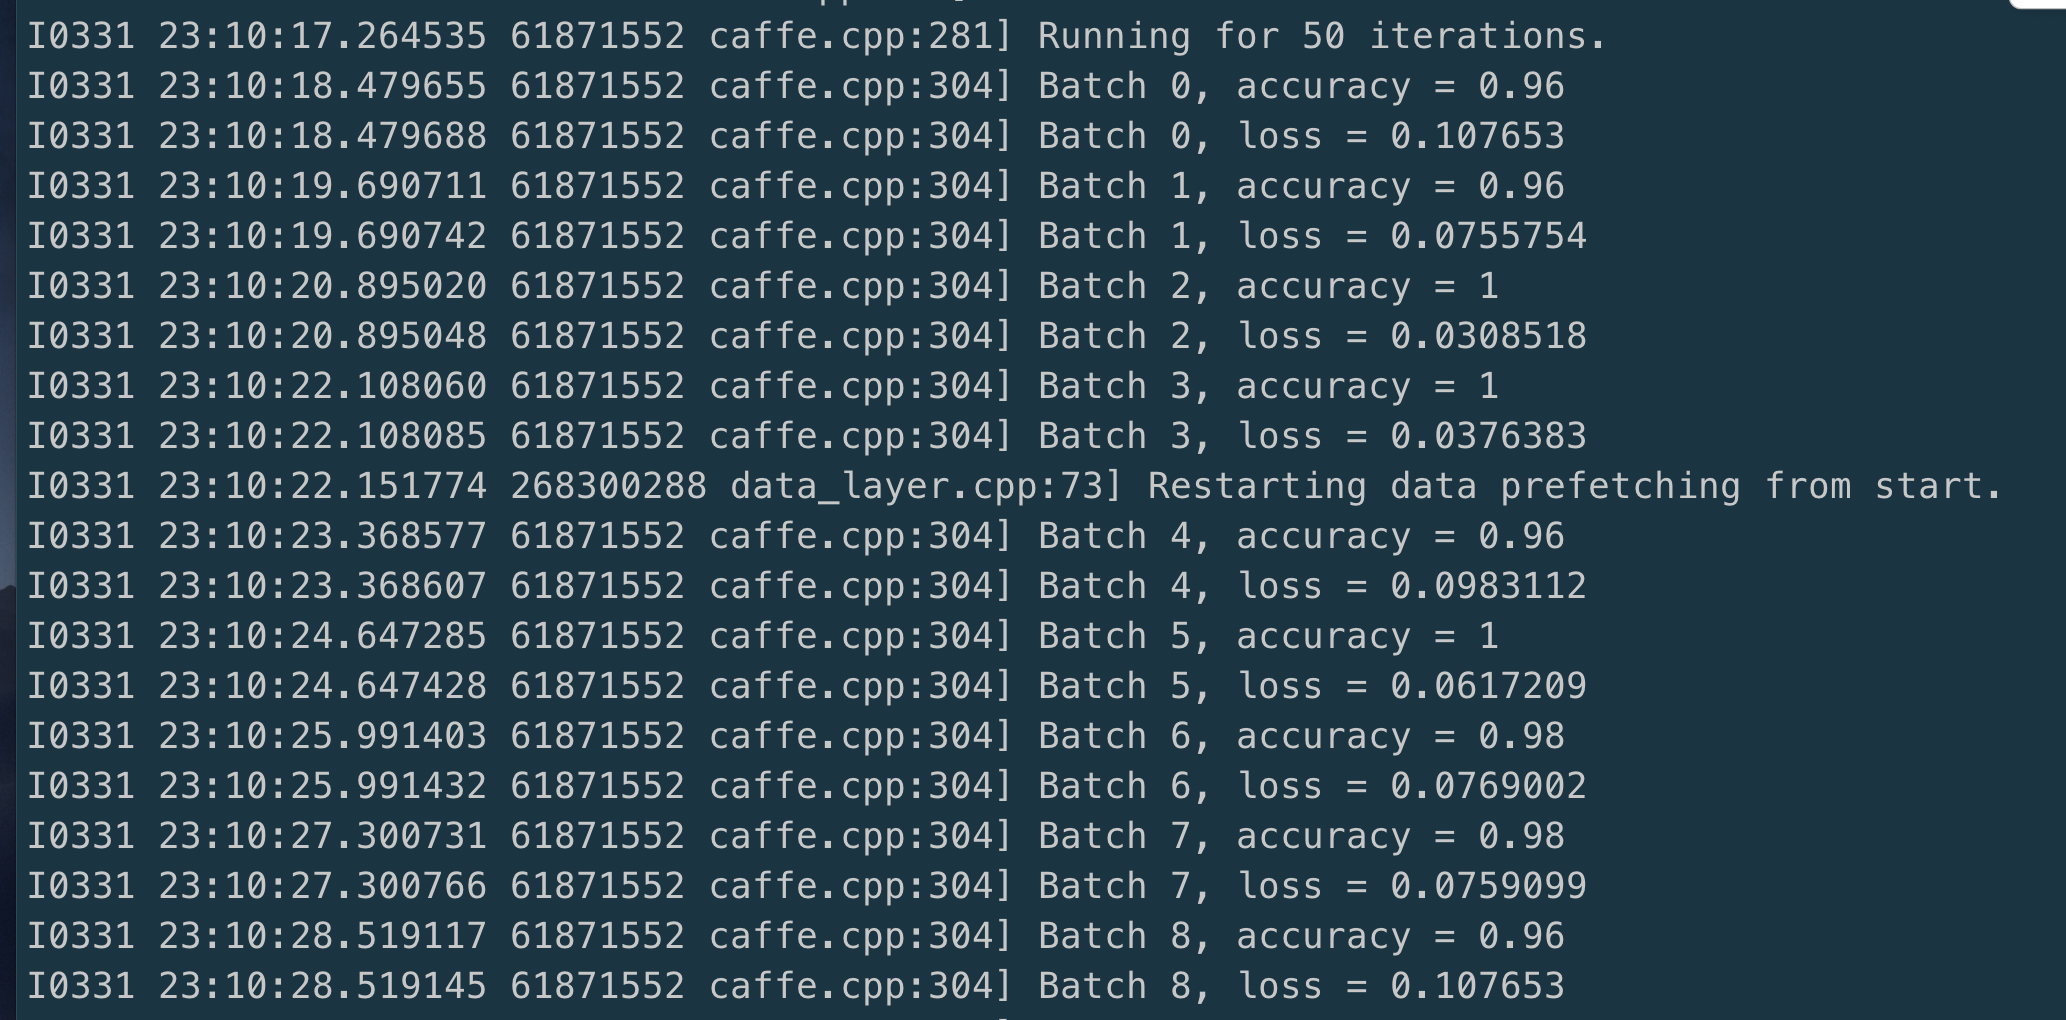 I0331 23:10:17.264535 61871552 caffe.cpp:281] Running for 50 iterations.
I0331 23:10:18.479655 61871552 caffe.cpp:304] Batch 0, accuracy = 0.96
I0331 23:10:18.479688 61871552 caffe.cpp:304] Batch 0, loss = 0.107653
I0331 23:10:19.690711 61871552 caffe.cpp:304] Batch 1, accuracy = 0.96
I0331 23:10:19.690742 61871552 caffe.cpp:304] Batch 1, loss = 0.0755754
I0331 23:10:20.895020 61871552 caffe.cpp:304] Batch 2, accuracy = 1
I0331 23:10:20.895048 61871552 caffe.cpp:304] Batch 2, loss = 0.0308518
I0331 23:10:22.108060 61871552 caffe.cpp:304] Batch 3, accuracy = 1
I0331 23:10:22.108085 61871552 caffe.cpp:304] Batch 3, loss = 0.0376383
I0331 23:10:22.151774 268300288 data_layer.cpp:73] Restarting data prefetching from start.
I0331 23:10:23.368577 61871552 caffe.cpp:304] Batch 4, accuracy = 0.96
I0331 23:10:23.368607 61871552 caffe.cpp:304] Batch 4, loss = 0.0983112
I0331 23:10:24.647285 61871552 caffe.cpp:304] Batch 5, accuracy = 1
I0331 23:10:24.647428 61871552 caffe.cpp:304] Batch 5, loss = 0.0617209
I0331 23:10:25.991403 61871552 caffe.cpp:304] Batch 6, accuracy = 0.98
I0331 23:10:25.991432 61871552 caffe.cpp:304] Batch 6, loss = 0.0769002
I0331 23:10:27.300731 61871552 caffe.cpp:304] Batch 7, accuracy = 0.98
I0331 23:10:27.300766 61871552 caffe.cpp:304] Batch 7, loss = 0.0759099
I0331 23:10:28.519117 61871552 caffe.cpp:304] Batch 8, accuracy = 0.96
I0331 23:10:28.519145 61871552 caffe.cpp:304] Batch 8, loss = 0.107653